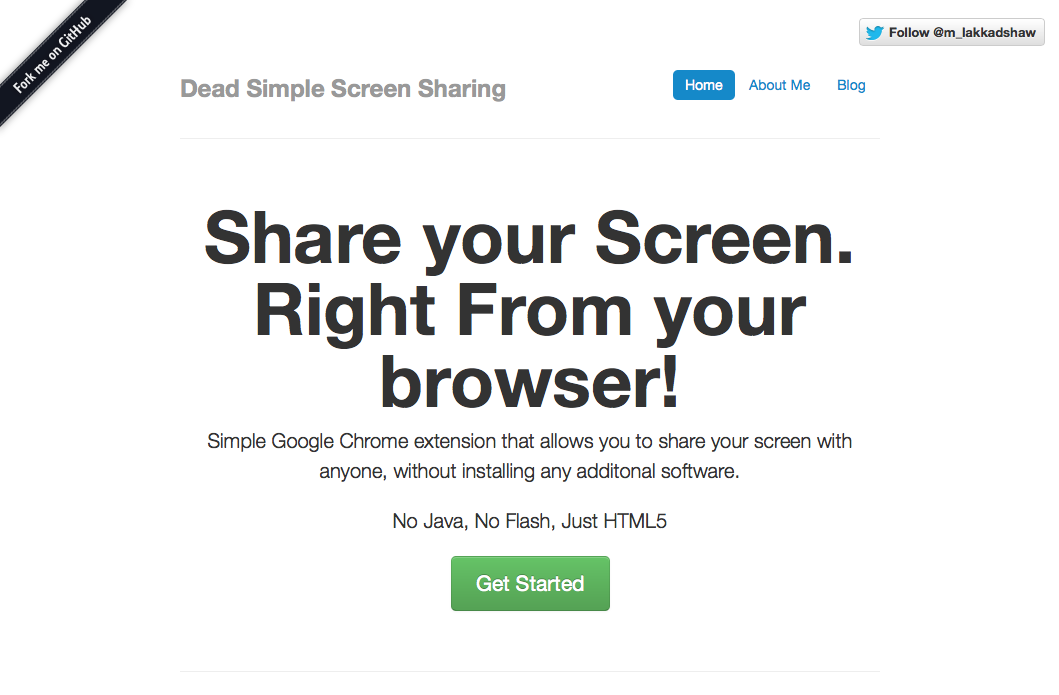 Fork me on GitHub
Follow @m_lakkadshaw
Dead Simple Screen Sharing
Home
About Me
Blog
Share your Screen.
Right From your
browser!
Simple Google Chrome extension that allows you to share your screen with
anyone, without installing any additonal software.
No Java, No Flash, Just HTML5
Get Started